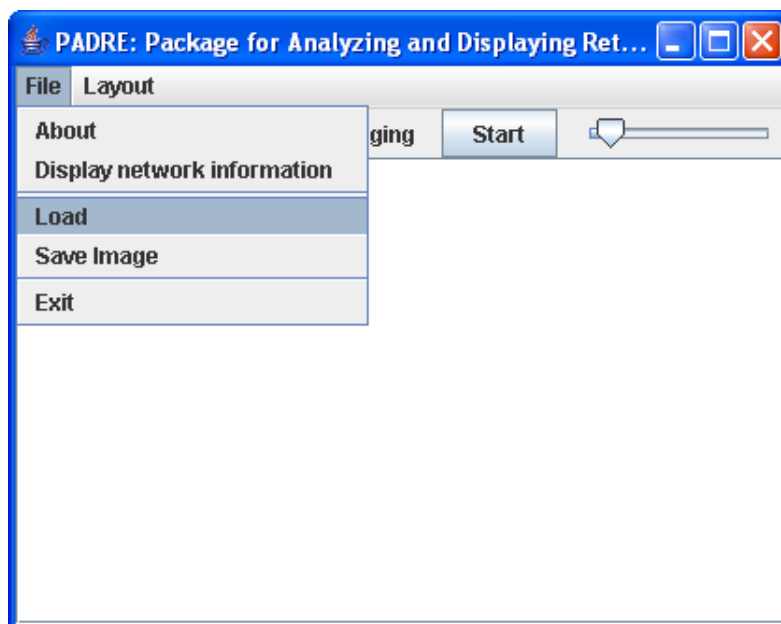 PADRE: Package for Analyzing and Displaying Ret...
File Layout
About
ging Start
Display network information
Load
Save Image
Exit